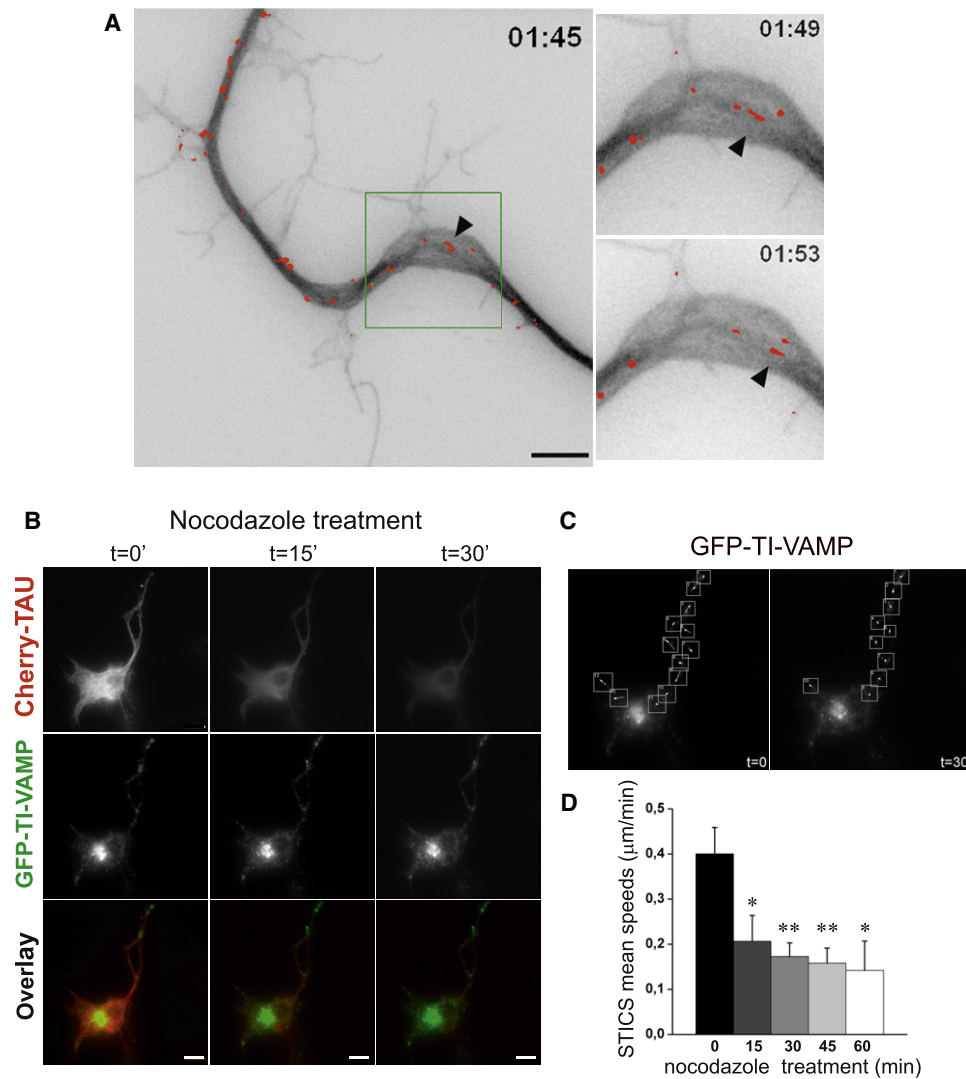 A
01:45
01:49
01:53
B
Nocodazole treatment
t=0’
t=15’
t=30’
Cherry-TAU
GFP-TI-VAMP
Overlay
C
GFP-TI-VAMP
t=0
t=30
D
STICS mean speeds (µm/min)
0,5
0,4
0,3
0,2
0,1
0,0
*
**
**
*
0 15 30 45 60
nocodazole treatment (min)